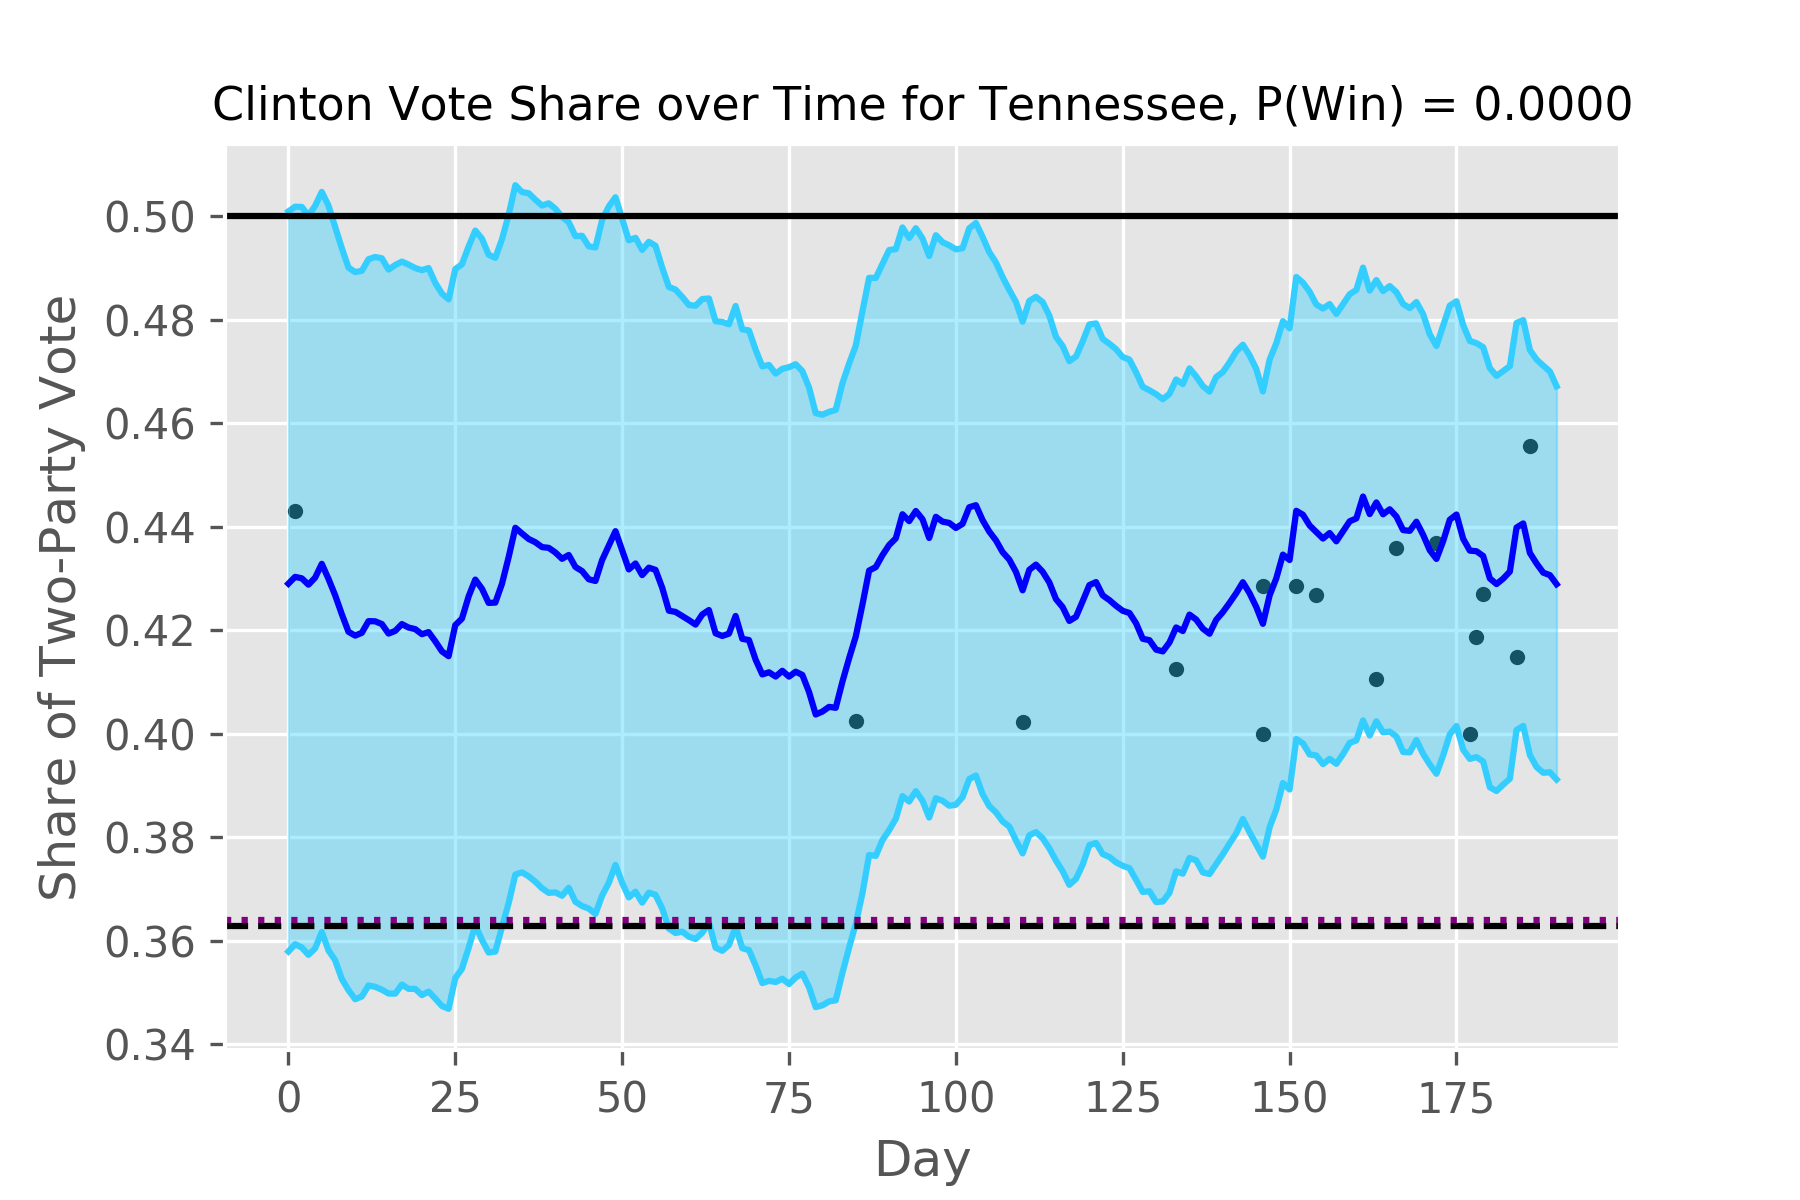 Clinton Vote Share over Time for Tennessee, P(Win) = 0.0000
Share of Two-Party Vote
0.50
0.48
0.46
0.44
0.42
0.40
0.38
0.36
0.34
0 25 50 75 100 125 150 175
Day